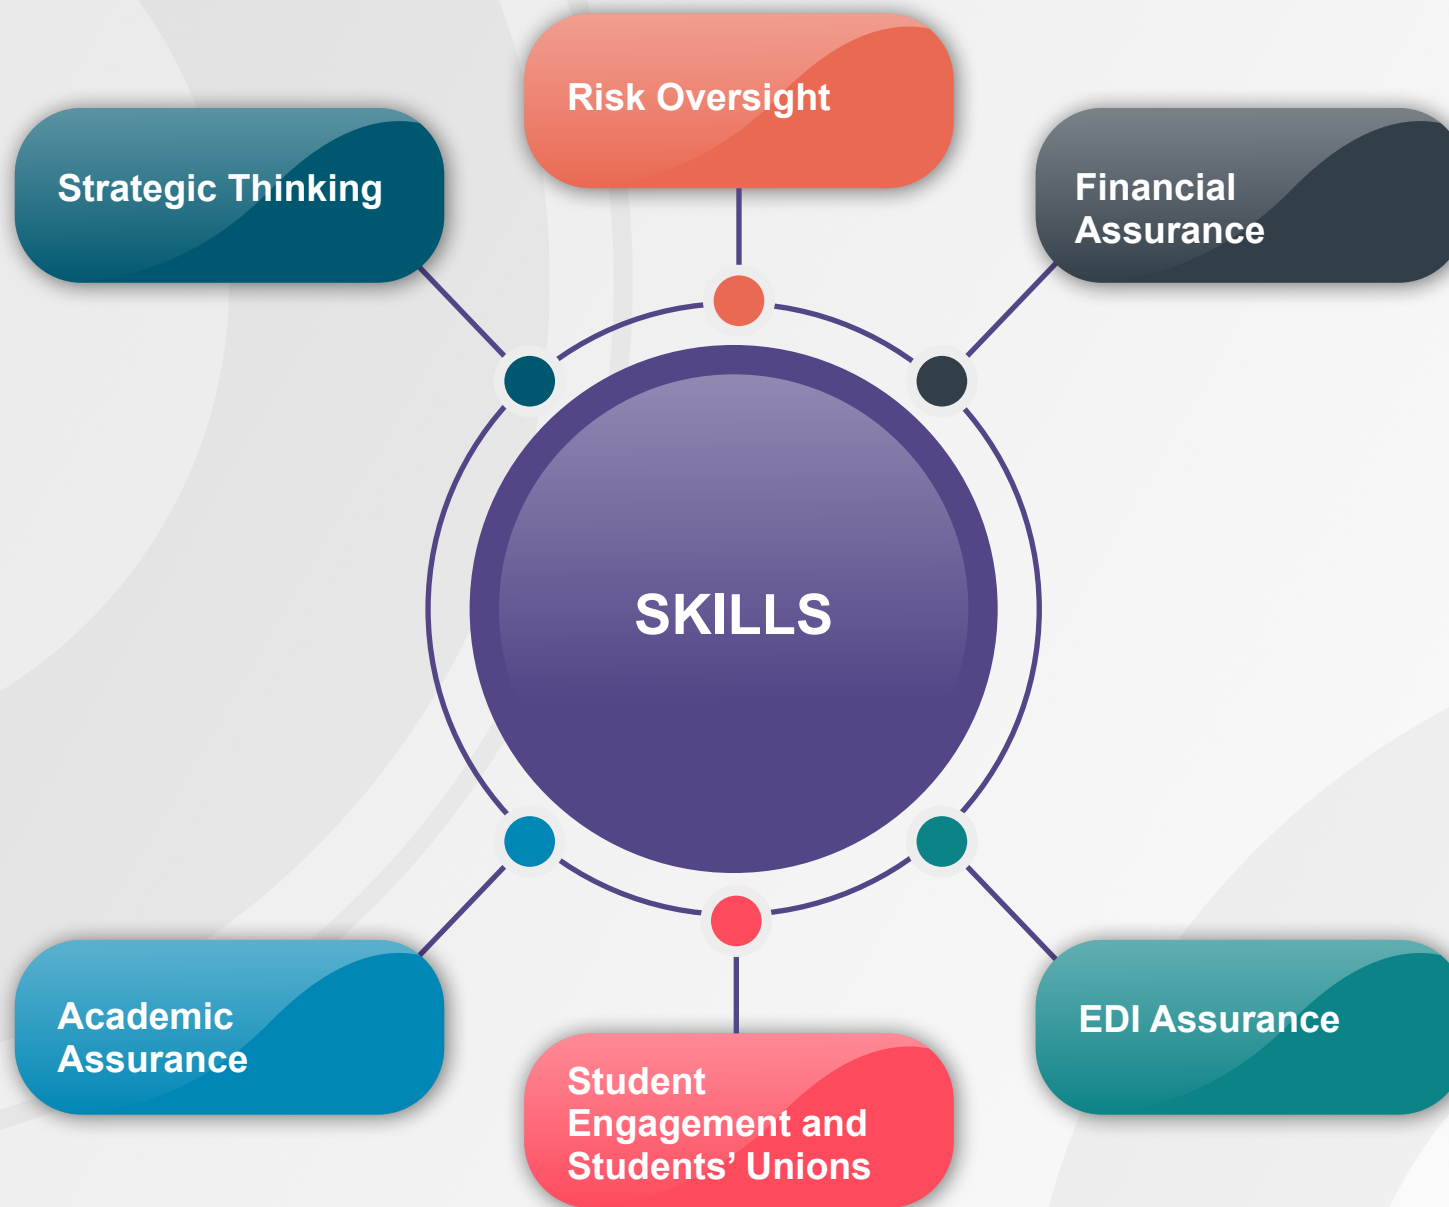 Risk Oversight
Strategic Thinking
Financial
Assurance
SKILLS
Academic
Assurance
EDI Assurance
Student
Engagement and
Students’ Unions